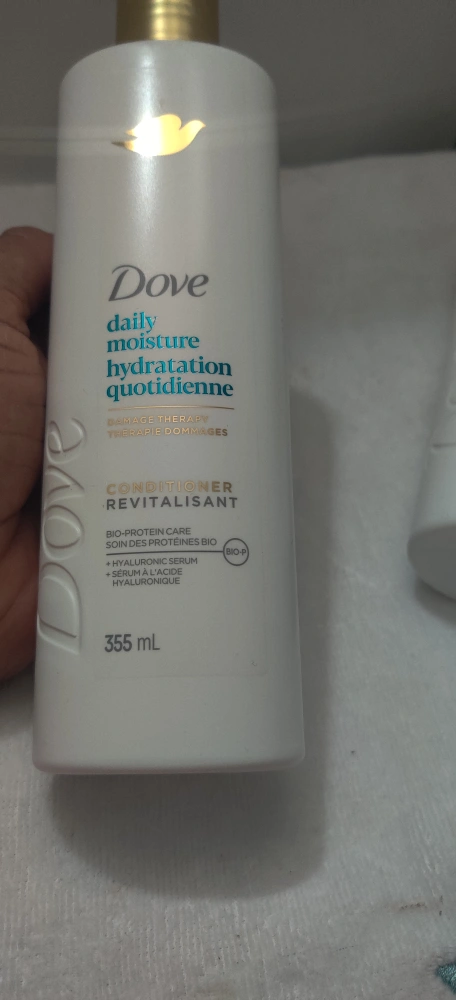 Dove
daily
moisture
hydratation
quotidienne
DAMAGE THERAPY
THÉRAPIE DOMMAGES
CONDITIONER
REVITALISANT
BIO-PROTEIN CARE
SOIN DES PROTÉINES BIO
BIO-P
+ HYALURONIC SERUM
+ SÉRUM À L'ACIDE
HYALURONIQUE
355 mL
Dove